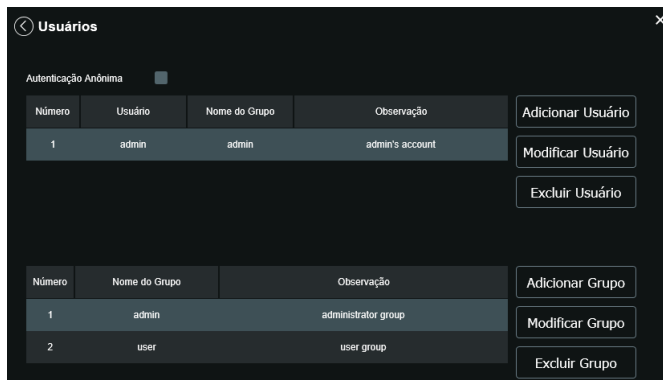 Usuários
Autenticação Anônima
Número Usuário Nome do Grupo Observação
1 admin admin admin's account
Adicionar Usuário
Modificar Usuário
Excluir Usuário
Número Nome do Grupo Observação
1 admin administrator group
2 user user group
Adicionar Grupo
Modificar Grupo
Excluir Grupo